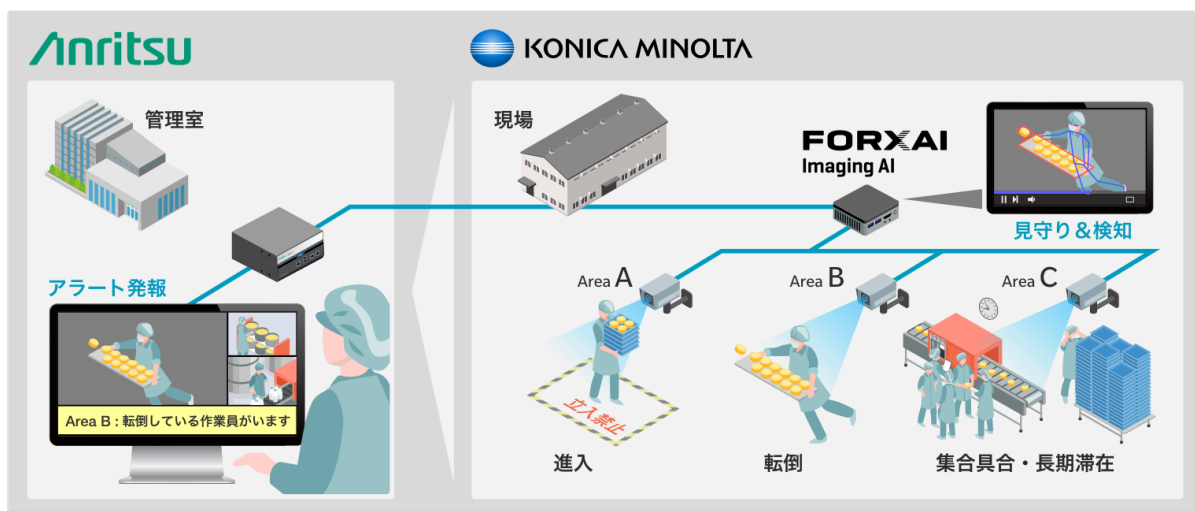 Anritsu
KONICA MINOLTA
管理室
アラート発報
Area B : 転倒している作業員がいます
現場
FORXAI
Imaging AI
見守り＆検知
Area A
Area B
Area C
立入禁止
進入
転倒
集合具合・長期滞在